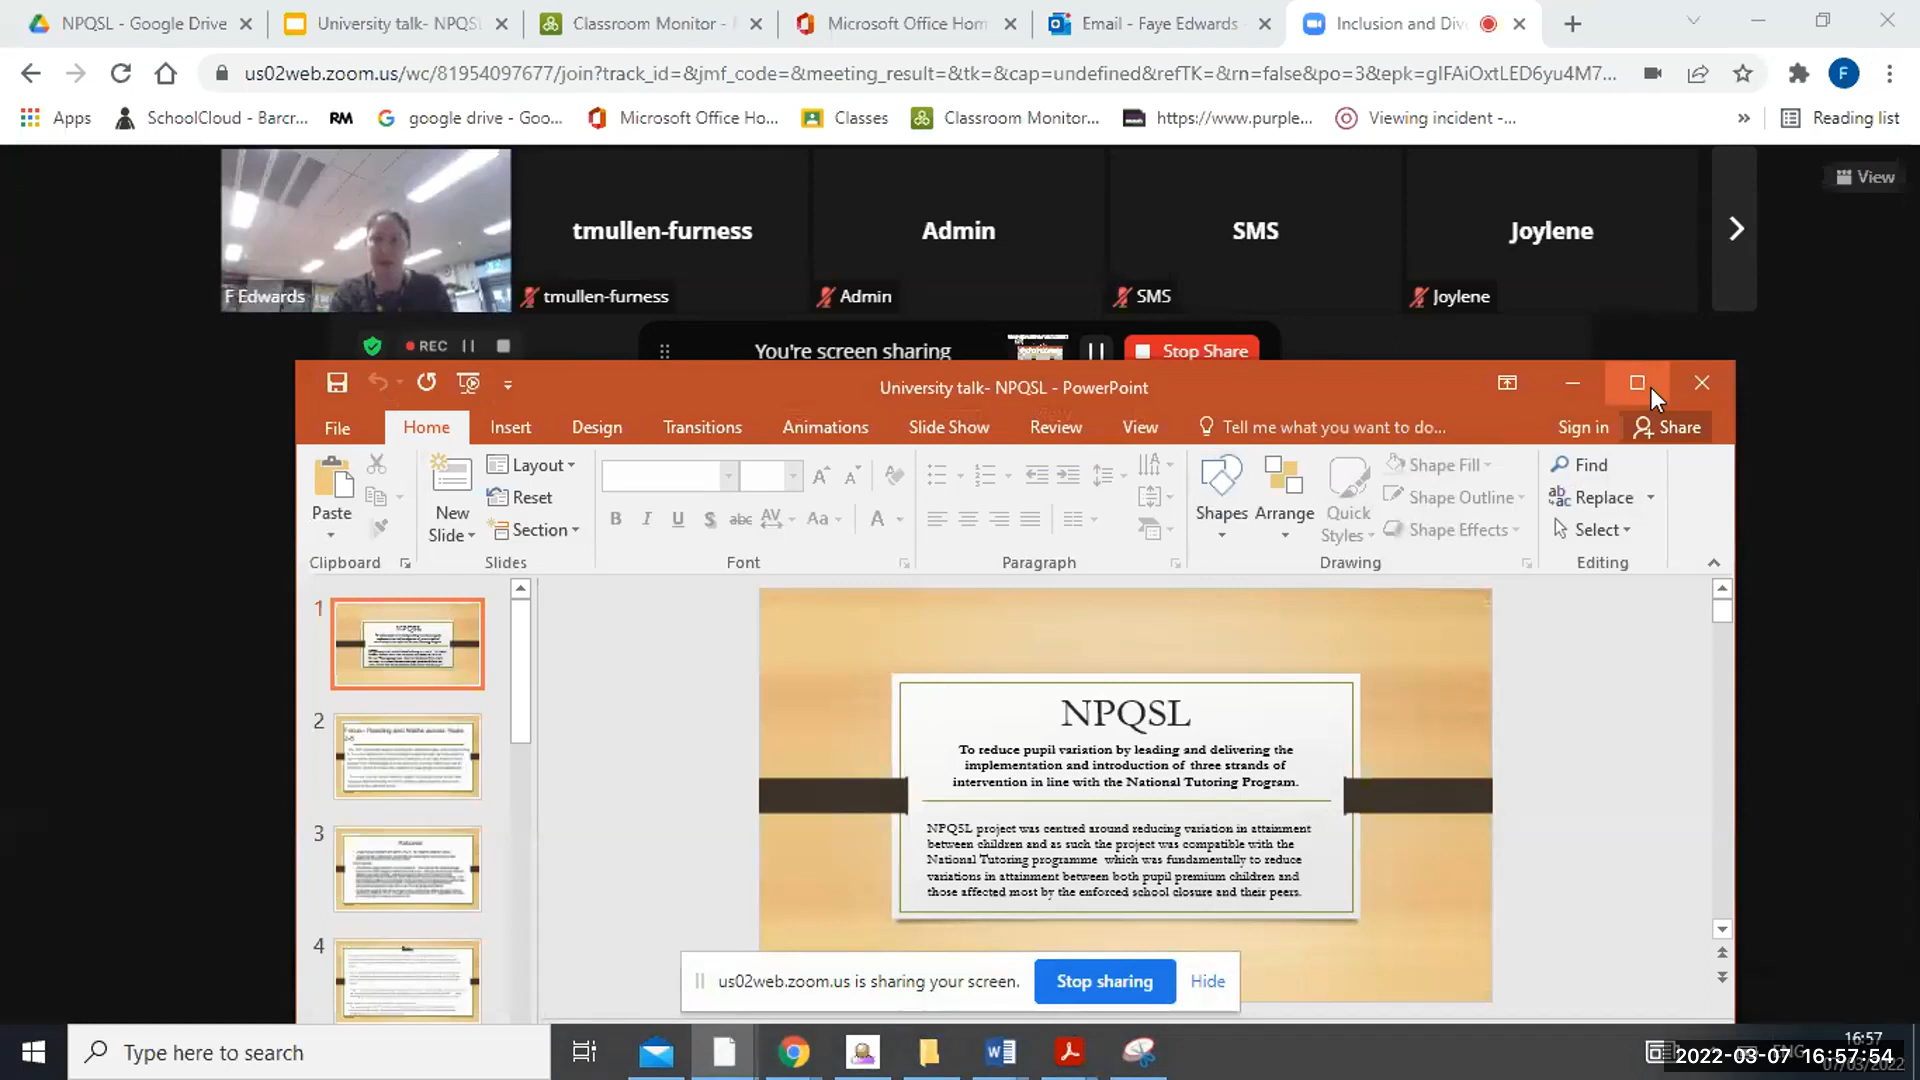 NPQSL - Google Drive
University talk- NPQSL
Classroom Monitor -
Microsoft Office Hom
Email - Faye Edwards
Inclusion and Div
us02web.zoom.us/wc/81954097677/join?track_id=&jmf_code=&meeting_result=&tk=&cap=undefined&refTK=&rn=false&po=3&epk=gIFAiOxtLED6yu4M7...
F
Apps
SchoolCloud - Barcr...
RM
google drive - Goo...
Microsoft Office Ho...
Classes
Classroom Monitor...
https://www.purple...
Viewing incident -...
Reading list
View
tmullen-furness
Admin
SMS
Joylene
F Edwards
tmullen-furness
Admin
SMS
Joylene
REC
You're screen sharing
Stop Share
University talk- NPQSL - PowerPoint
File
Home
Insert
Design
Transitions
Animations
Slide Show
Review
View
Tell me what you want to do...
Sign in
Share
Paste
Clipboard
New
Slide
Layout
Reset
Section
Slides
Font
Paragraph
Shapes
Arrange
Quick
Styles
Shape Fill
Shape Outline
Shape Effects
Drawing
Find
Replace
Select
Editing
1
2
3
4
NPQSL
To reduce pupil variation by leading and delivering the
implementation and introduction of three strands of
intervention in line with the National Tutoring Program.
NPQSL project was centred around reducing variation in attainment
between children and as such the project was compatible with the
National Tutoring programme which was fundamentally to reduce
variations in attainment between both pupil premium children and
those affected most by the enforced school closure and their peers.
us02web.zoom.us is sharing your screen.
Stop sharing
Hide
Type here to search
16:57
2022-03-07 16:57:54
07/03/2022